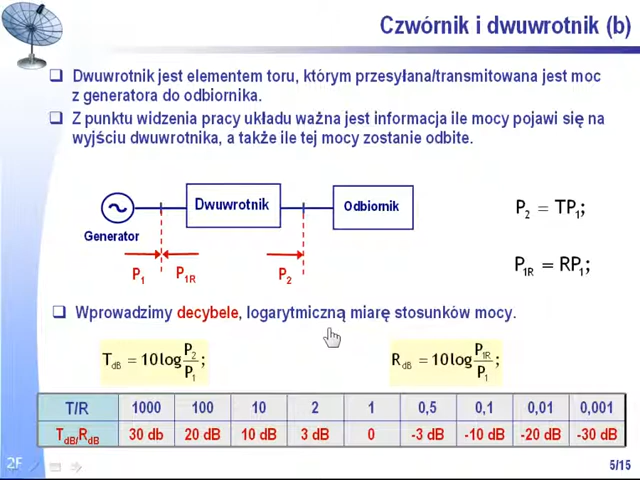 Czwórnik i dwuwrotnik (b)
Dwuwrotnik jest elementem toru, którym przesyłana/transmitowana jest moc
z generatora do odbiornika.
Z punktu widzenia pracy układu ważna jest informacja ile mocy pojawi się na
wyjściu dwuwrotnika, a także ile tej mocy zostanie odbite.
Dwuwrotnik Odbiornik
Generator
P₂ = TP₁;
P₁ P₁R P₂
P₁R = RP₁;
Wprowadzimy decybele, logarytmiczną miarę stosunków mocy.
TdB = 10log P₂/P₁; RdB = 10log P₁R/P₁;
T/R 1000 100 10 2 1 0,5 0,1 0,01 0,001
TdB/RdB 30 db 20 dB 10 dB 3 dB 0 -3 dB -10 dB -20 dB -30 dB
5/15